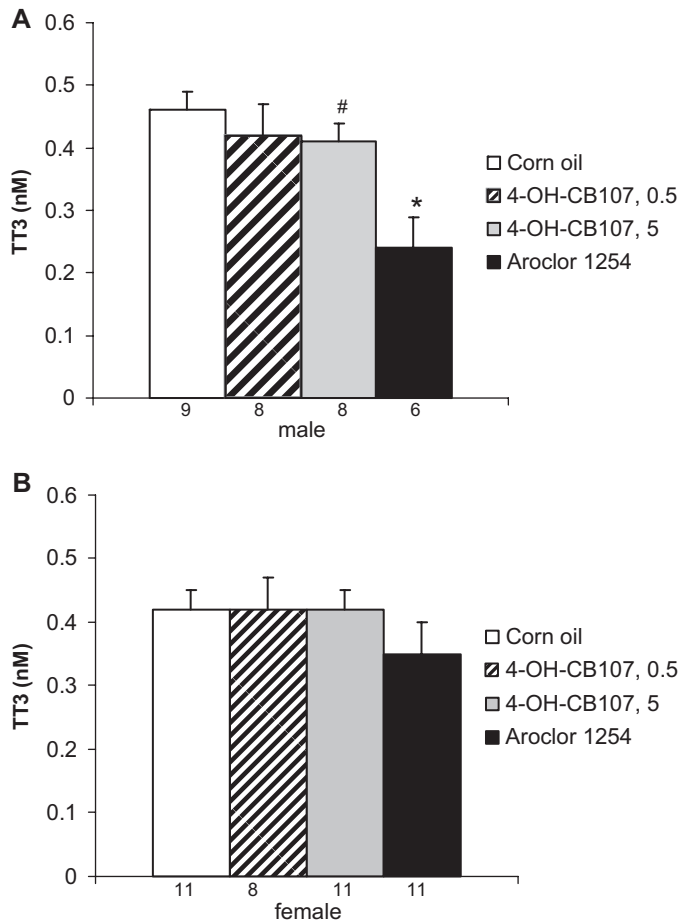 A
TT3 (nM)
0.6
0.5
0.4
0.3
0.2
0.1
0
#
*
9 8 8 6
male
Corn oil
4-OH-CB107, 0.5
4-OH-CB107, 5
Aroclor 1254
B
TT3 (nM)
0.6
0.5
0.4
0.3
0.2
0.1
0
11 8 11 11
female
Corn oil
4-OH-CB107, 0.5
4-OH-CB107, 5
Aroclor 1254